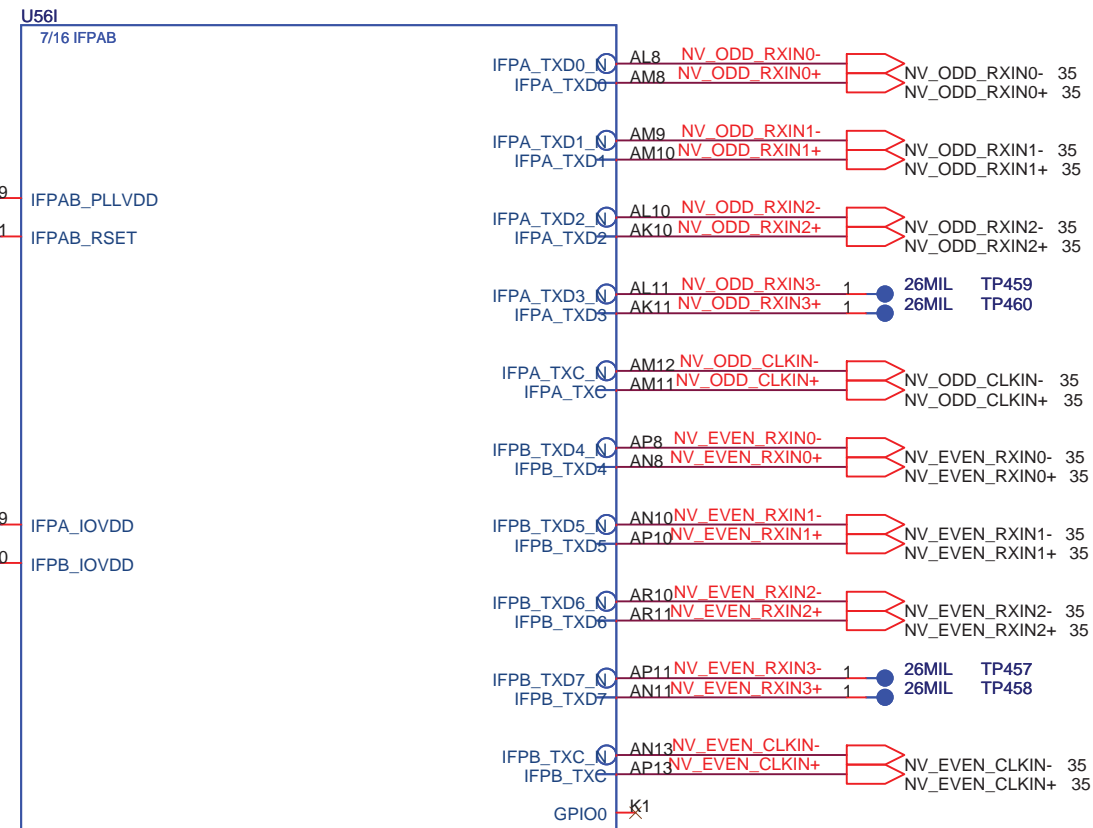 U56I
7/16 IFPAB
IFPA_TXD0_N AL8 NV_ODD_RXIN0- NV_ODD_RXIN0- 35
IFPA_TXD0 AM8 NV_ODD_RXIN0+ NV_ODD_RXIN0+ 35
IFPA_TXD1_N AM9 NV_ODD_RXIN1- NV_ODD_RXIN1- 35
IFPA_TXD1 AM10 NV_ODD_RXIN1+ NV_ODD_RXIN1+ 35
9 IFPAB_PLLVDD
IFPA_TXD2_N AL10 NV_ODD_RXIN2- NV_ODD_RXIN2- 35
1 IFPAB_RSET IFPA_TXD2 AK10 NV_ODD_RXIN2+ NV_ODD_RXIN2+ 35
IFPA_TXD3_N AL11 NV_ODD_RXIN3- 1 26MIL TP459
IFPA_TXD3 AK11 NV_ODD_RXIN3+ 1 26MIL TP460
IFPA_TXC_N AM12 NV_ODD_CLKIN- NV_ODD_CLKIN- 35
IFPA_TXC AM11 NV_ODD_CLKIN+ NV_ODD_CLKIN+ 35
IFPB_TXD4_N AP8 NV_EVEN_RXIN0- NV_EVEN_RXIN0- 35
IFPB_TXD4 AN8 NV_EVEN_RXIN0+ NV_EVEN_RXIN0+ 35
9 IFPA_IOVDD IFPB_TXD5_N AN10 NV_EVEN_RXIN1- NV_EVEN_RXIN1- 35
IFPB_TXD5 AP10 NV_EVEN_RXIN1+ NV_EVEN_RXIN1+ 35
0 IFPB_IOVDD
IFPB_TXD6_N AR10 NV_EVEN_RXIN2- NV_EVEN_RXIN2- 35
IFPB_TXD6 AR11 NV_EVEN_RXIN2+ NV_EVEN_RXIN2+ 35
IFPB_TXD7_N AP11 NV_EVEN_RXIN3- 1 26MIL TP457
IFPB_TXD7 AN11 NV_EVEN_RXIN3+ 1 26MIL TP458
IFPB_TXC_N AN13 NV_EVEN_CLKIN- NV_EVEN_CLKIN- 35
IFPB_TXC AP13 NV_EVEN_CLKIN+ NV_EVEN_CLKIN+ 35
GPIO0 K1